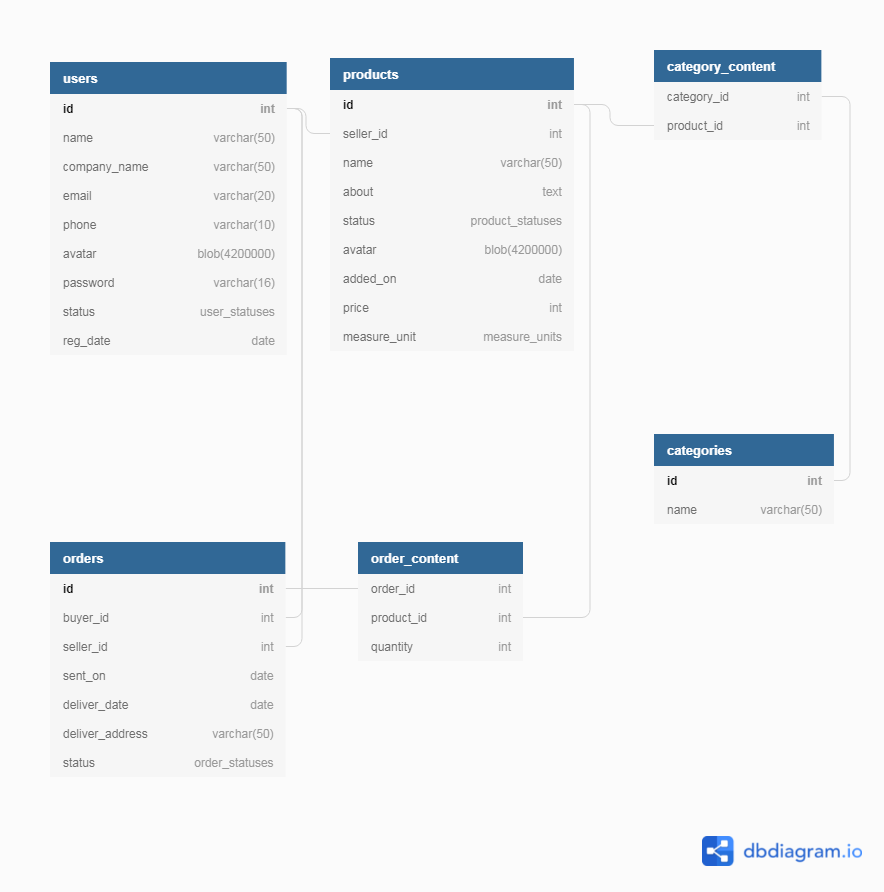 users
id int
name varchar(50)
company_name varchar(50)
email varchar(20)
phone varchar(10)
avatar blob(4200000)
password varchar(16)
status user_statuses
reg_date date
products
id int
seller_id int
name varchar(50)
about text
status product_statuses
avatar blob(4200000)
added_on date
price int
measure_unit measure_units
category_content
category_id int
product_id int
categories
id int
name varchar(50)
orders
id int
buyer_id int
seller_id int
sent_on date
deliver_date date
deliver_address varchar(50)
status order_statuses
order_content
order_id int
product_id int
quantity int
dbdiagram.io